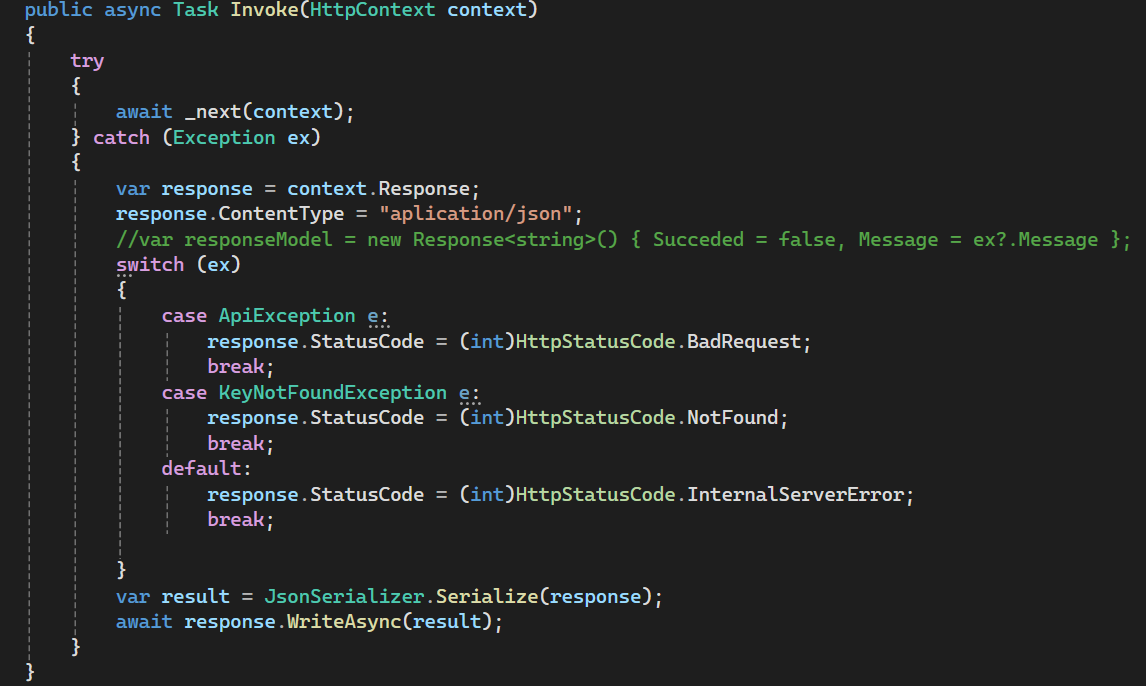 public async Task Invoke(HttpContext context)
{
    try
    {
        await _next(context);
    } catch (Exception ex)
    {
        var response = context.Response;
        response.ContentType = "aplication/json";
        //var responseModel = new Response<string>() { Succeded = false, Message = ex?.Message };
        switch (ex)
        {
            case ApiException e:
                response.StatusCode = (int)HttpStatusCode.BadRequest;
                break;
            case KeyNotFoundException e:
                response.StatusCode = (int)HttpStatusCode.NotFound;
                break;
            default:
                response.StatusCode = (int)HttpStatusCode.InternalServerError;
                break;

        }
        var result = JsonSerializer.Serialize(response);
        await response.WriteAsync(result);
    }
}